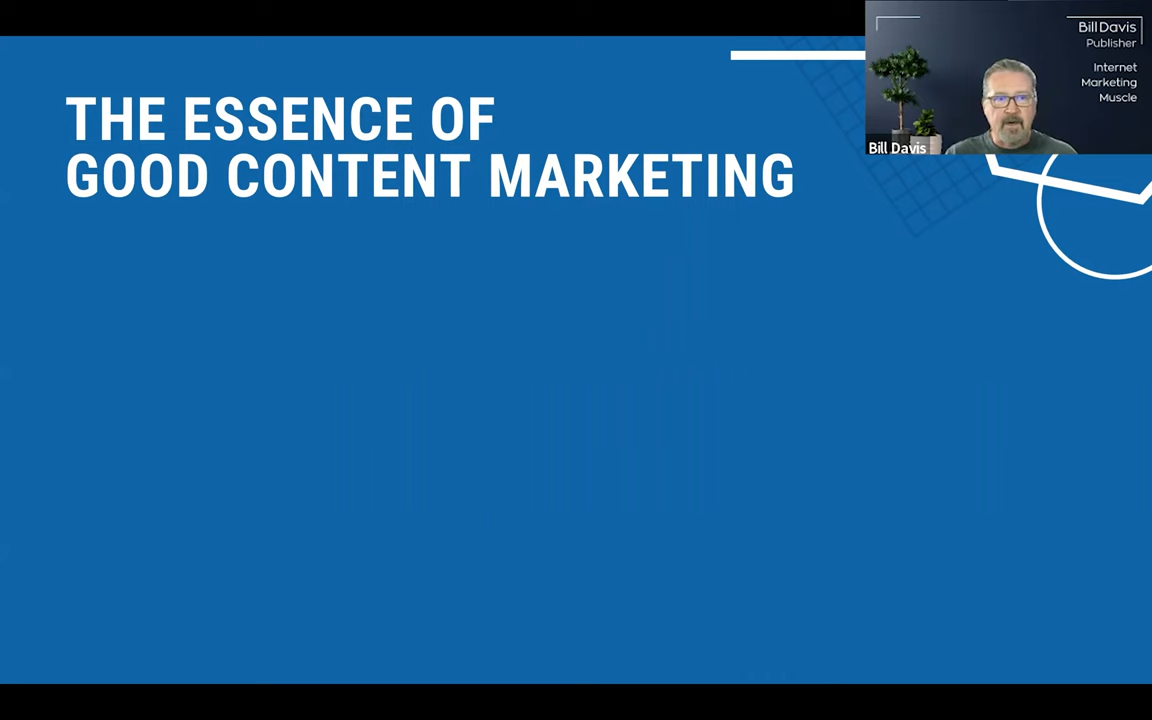 THE ESSENCE OF
GOOD CONTENT MARKETING
Bill Davis
Publisher
Internet
Marketing
Muscle
Bill Davis